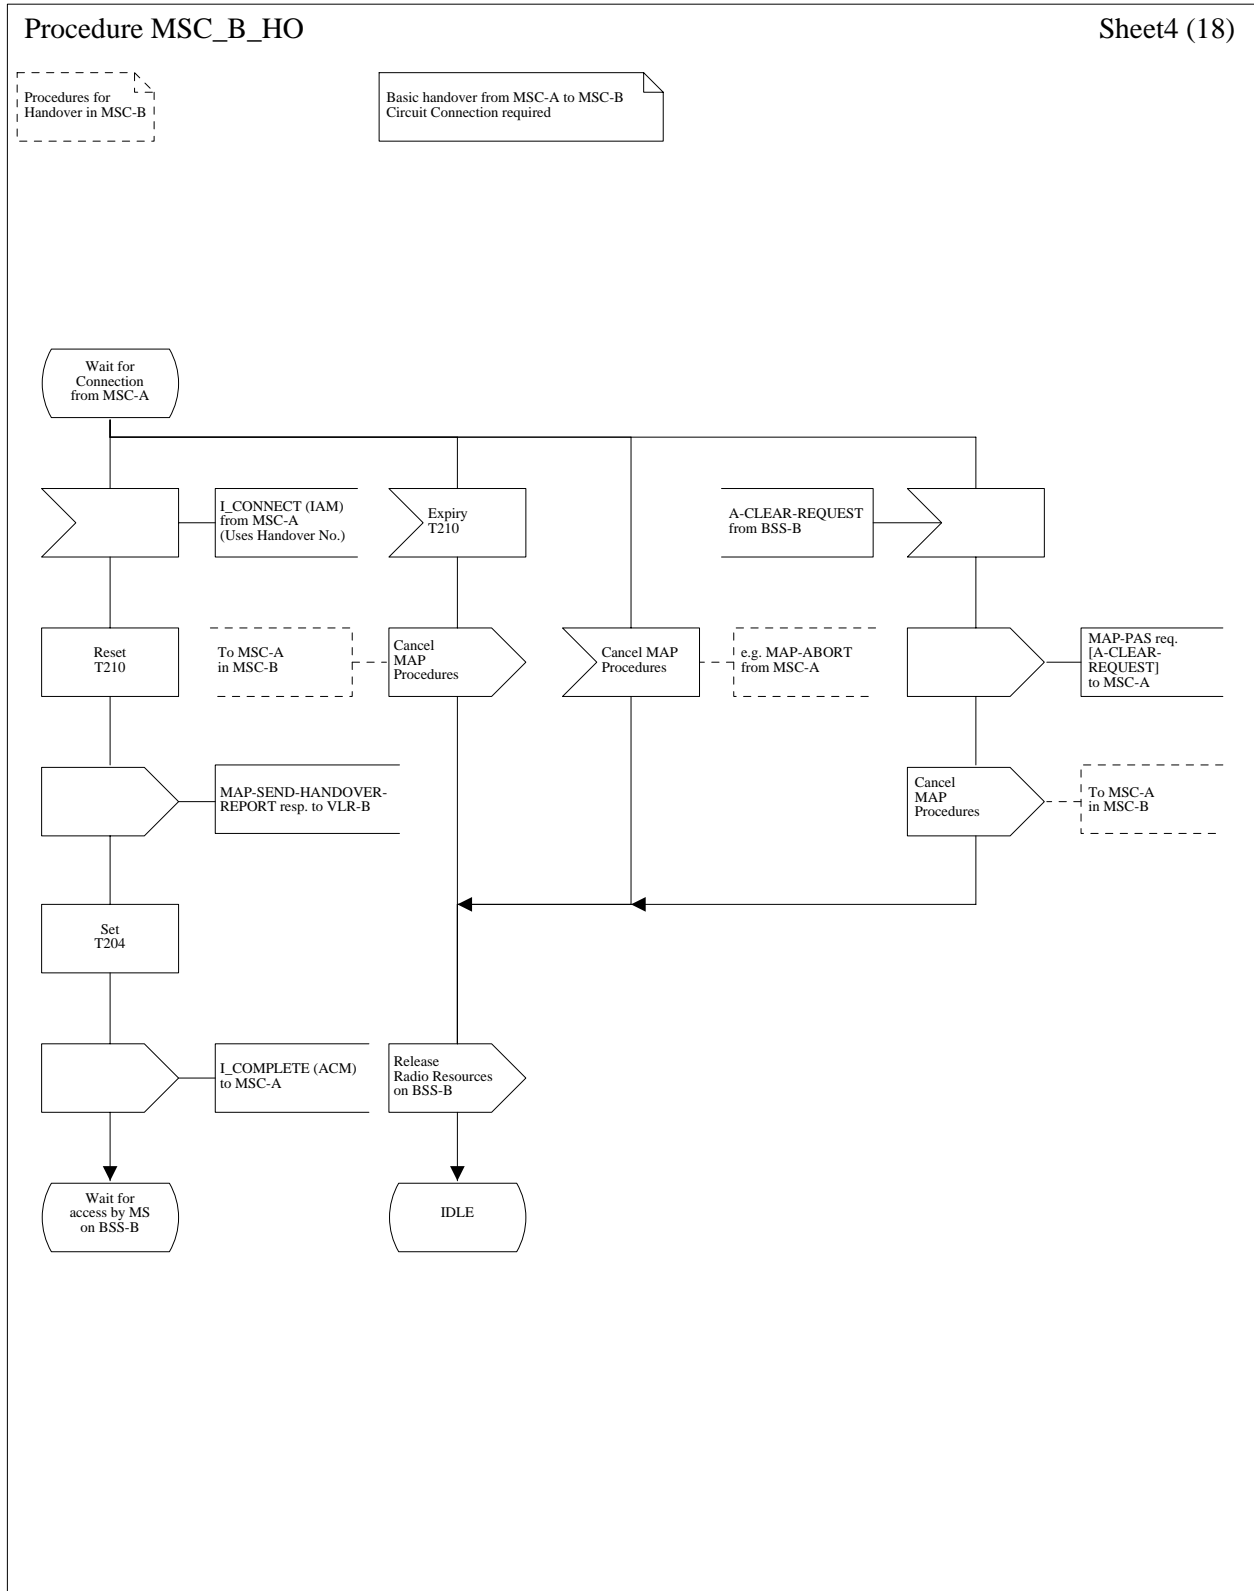 Procedure MSC_B_HO
Sheet4 (18)
Procedures for
Handover in MSC-B
Basic handover from MSC-A to MSC-B
Circuit Connection required
Wait for
Connection
from MSC-A
I_CONNECT (IAM)
from MSC-A
(Uses Handover No.)
Expiry
T210
A-CLEAR-REQUEST
from BSS-B
Reset
T210
To MSC-A
in MSC-B
Cancel
MAP
Procedures
Cancel MAP
Procedures
e.g. MAP-ABORT
from MSC-A
MAP-PAS req.
[A-CLEAR-
REQUEST]
to MSC-A
MAP-SEND-HANDOVER-
REPORT resp. to VLR-B
Cancel
MAP
Procedures
To MSC-A
in MSC-B
Set
T204
I_COMPLETE (ACM)
to MSC-A
Release
Radio Resources
on BSS-B
Wait for
access by MS
on BSS-B
IDLE